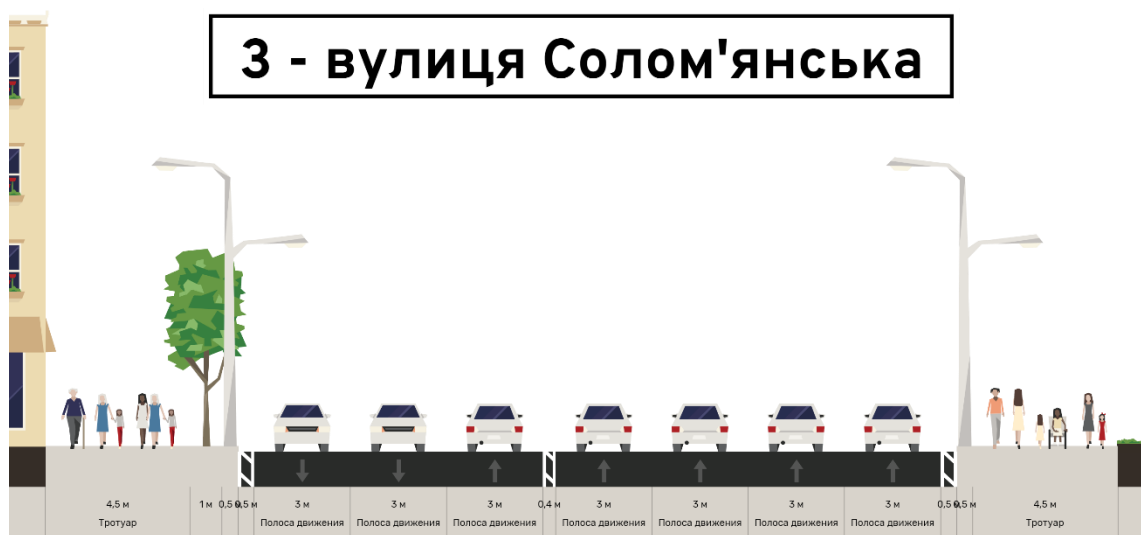 3 - вулиця Солом'янська
4,5 м 1 м 0,5 м 0,5 м 3 м 3 м 3 м 0,4 м 3 м 3 м 3 м 3 м 0,5 м 0,5 м 4,5 м
Тротуар Полоса движения Полоса движения Полоса движения Полоса движения Полоса движения Полоса движения Полоса движения Тротуар